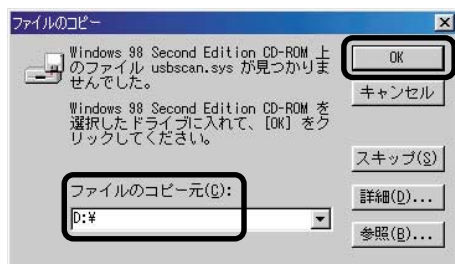 ファイルのコピー
Windows 98 Second Edition CD-ROM 上
のファイル usbscan.sys が見つかりま
せんでした。
Windows 98 Second Edition CD-ROM を
選択したドライブに入れて、[OK] をク
リックしてください。
ファイルのコピー元(C):
D:¥
OK
キャンセル
スキップ(S)
詳細(D)...
参照(B)...